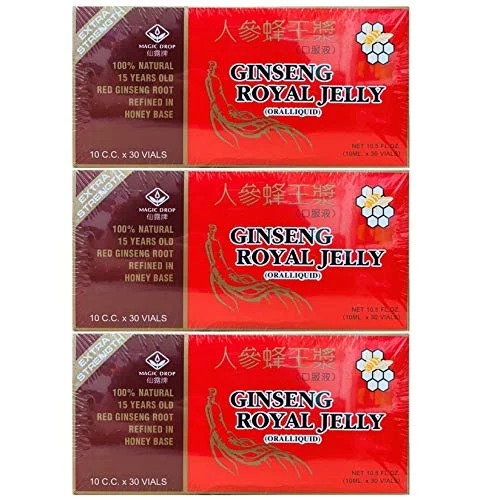 EXTRA
STRENGTH
MAGIC DROP
仙露牌
100% NATURAL
15 YEARS OLD
RED GINSENG ROOT
REFINED IN
HONEY BASE
10 C.C. x 30 VIALS
人參蜂王漿
(口服液)
GINSENG
ROYAL JELLY
(ORALLIQUID)
NET 10.5 FL.OZ.
(10ML. x 30 VIALS)
EXTRA
STRENGTH
MAGIC DROP
仙露牌
100% NATURAL
15 YEARS OLD
RED GINSENG ROOT
REFINED IN
HONEY BASE
10 C.C. x 30 VIALS
人參蜂王漿
(口服液)
GINSENG
ROYAL JELLY
(ORALLIQUID)
NET 10.5 FL.OZ.
(10ML. x 30 VIALS)
EXTRA
STRENGTH
MAGIC DROP
仙露牌
100% NATURAL
15 YEARS OLD
RED GINSENG ROOT
REFINED IN
HONEY BASE
10 C.C. x 30 VIALS
人參蜂王漿
(口服液)
GINSENG
ROYAL JELLY
(ORALLIQUID)
NET 10.5 FL.OZ.
(10ML. x 30 VIALS)